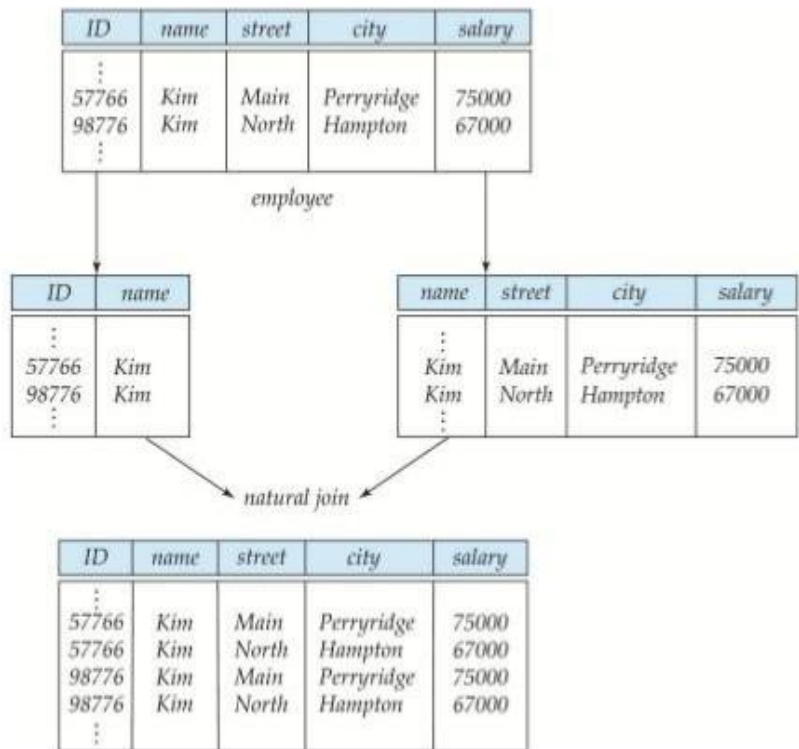 ID name street city salary
⋮
57766 Kim Main Perryridge 75000
98776 Kim North Hampton 67000
⋮
employee
ID name
⋮
57766 Kim
98776 Kim
⋮
name street city salary
⋮
Kim Main Perryridge 75000
Kim North Hampton 67000
⋮
natural join
ID name street city salary
⋮
57766 Kim Main Perryridge 75000
57766 Kim North Hampton 67000
98776 Kim Main Perryridge 75000
98776 Kim North Hampton 67000
⋮